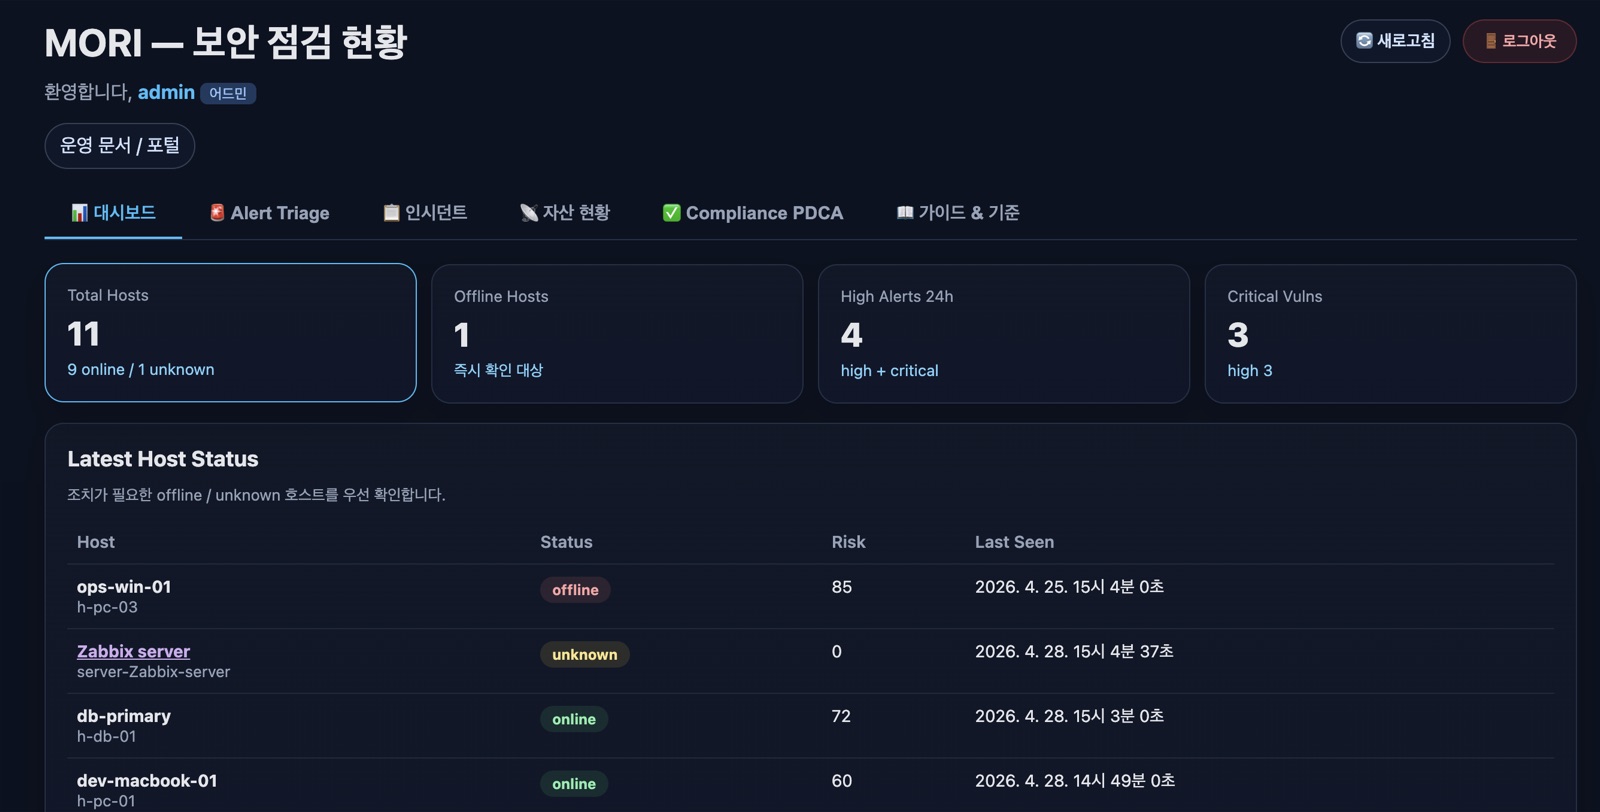 MORI — 보안 점검 현황
새로고침
로그아웃
환영합니다, admin 어드민
운영 문서 / 포털
대시보드
Alert Triage
인시던트
자산 현황
Compliance PDCA
가이드 & 기준
Total Hosts
11
9 online / 1 unknown
Offline Hosts
1
즉시 확인 대상
High Alerts 24h
4
high + critical
Critical Vulns
3
high 3
Latest Host Status
조치가 필요한 offline / unknown 호스트를 우선 확인합니다.
Host Status Risk Last Seen
ops-win-01 offline 85 2026. 4. 25. 15시 4분 0초
h-pc-03
Zabbix server unknown 0 2026. 4. 28. 15시 4분 37초
server-Zabbix-server
db-primary online 72 2026. 4. 28. 15시 3분 0초
h-db-01
dev-macbook-01 online 60 2026. 4. 28. 14시 49분 0초
h-pc-01